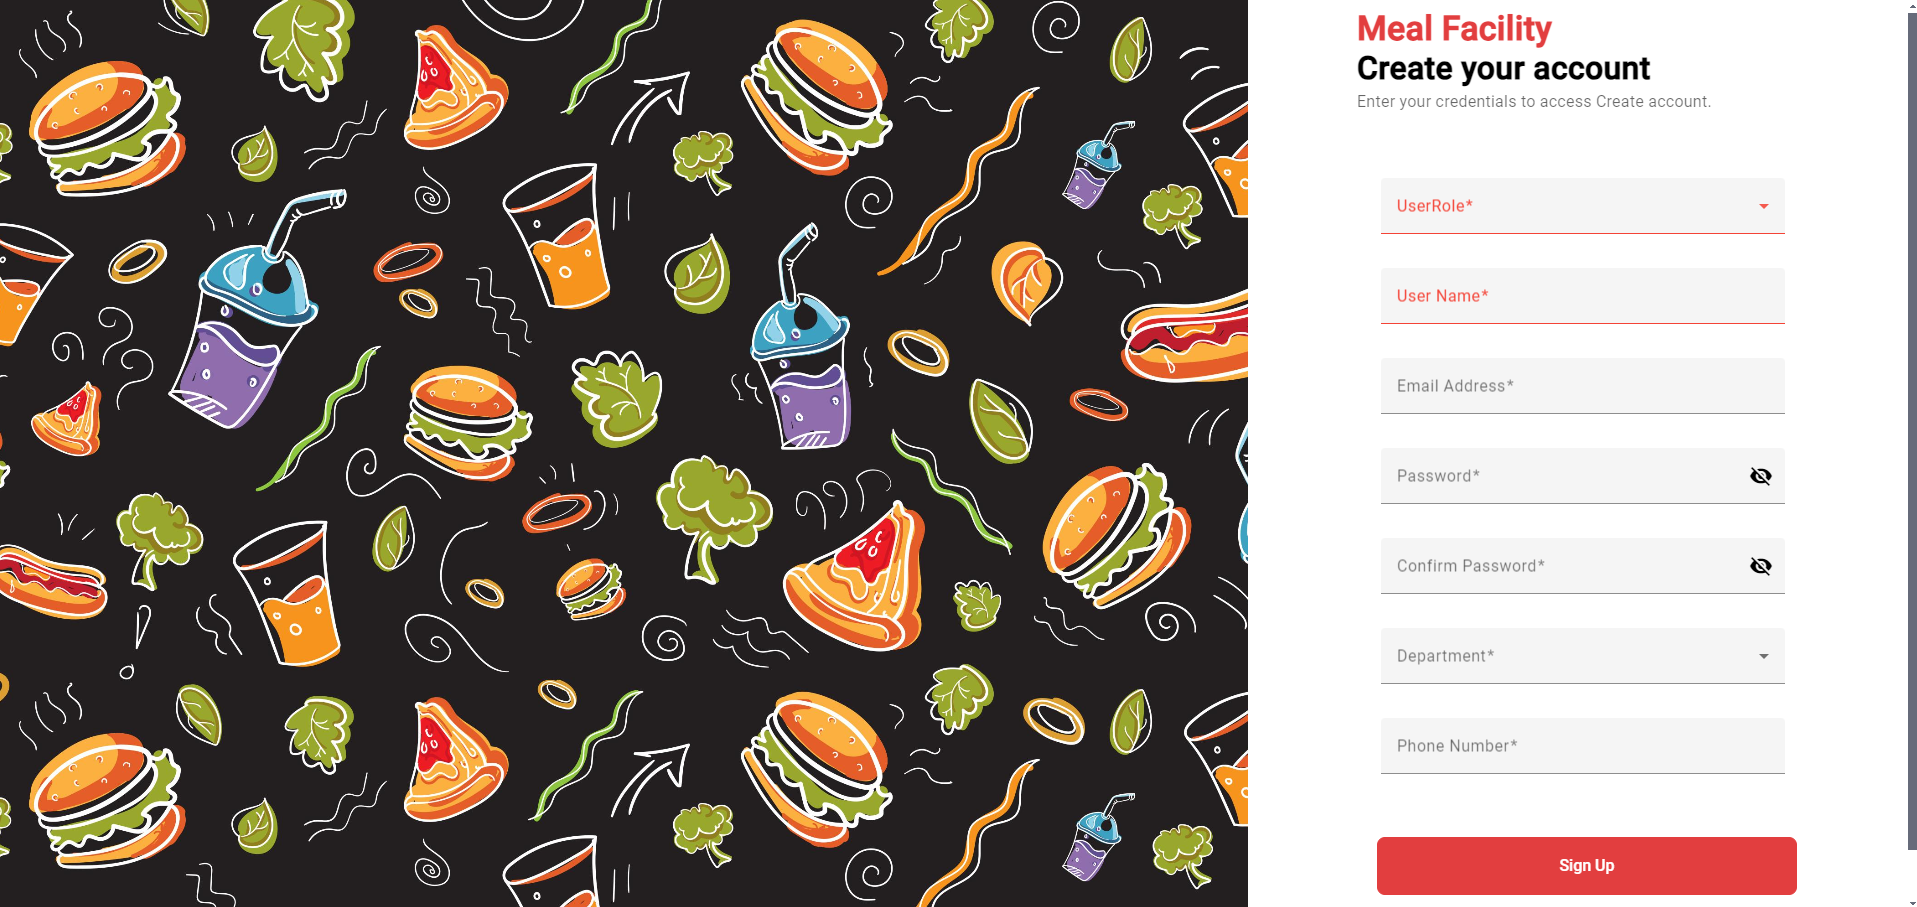 Meal Facility
Create your account
Enter your credentials to access Create account.
UserRole*
User Name*
Email Address*
Password*
Confirm Password*
Department*
Phone Number*
Sign Up